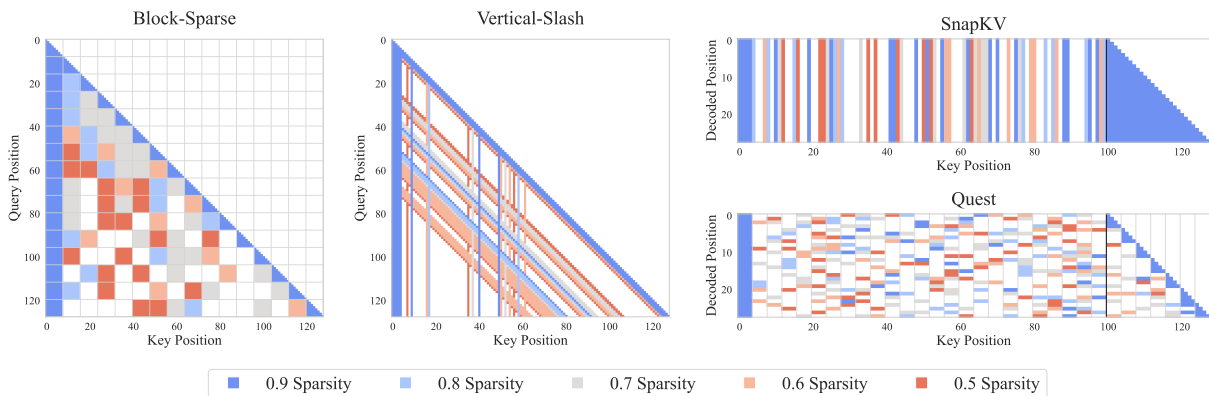 Block-Sparse
0
20
40
60
80
100
120
Query Position
0 20 40 60 80 100 120
Key Position
Vertical-Slash
0
20
40
60
80
100
120
Query Position
0 20 40 60 80 100 120
Key Position
SnapKV
0
10
20
Decoded Position
0 20 40 60 80 100 120
Key Position
Quest
0
10
20
Decoded Position
0 20 40 60 80 100 120
Key Position
0.9 Sparsity 0.8 Sparsity 0.7 Sparsity 0.6 Sparsity 0.5 Sparsity